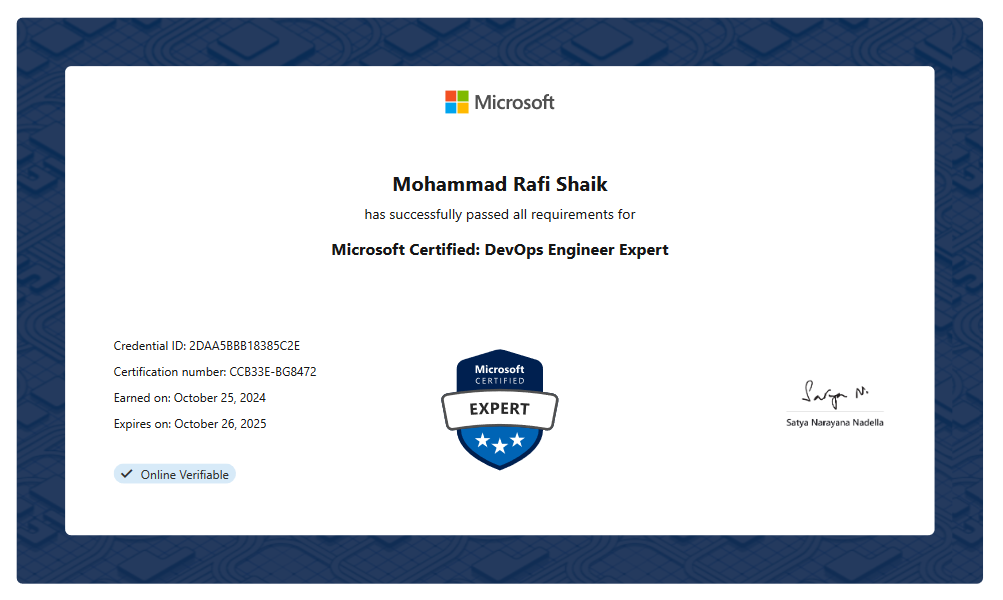 Microsoft
Mohammad Rafi Shaik
has successfully passed all requirements for
Microsoft Certified: DevOps Engineer Expert
Credential ID: 2DAA5BBB18385C2E
Certification number: CCB33E-BG8472
Earned on: October 25, 2024
Expires on: October 26, 2025
Online Verifiable
Microsoft
CERTIFIED
EXPERT
Satya N.
Satya Narayana Nadella